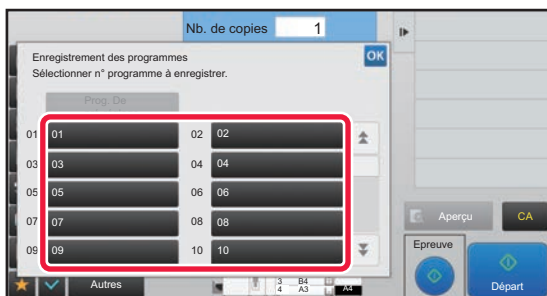 Nb. de copies 1
Enregistrement des programmes
OK
Sélectionner n° programme à enregistrer.
Prog. De
01 01 02 02
03 03 04 04
05 05 06 06
07 07 08 08
09 09 10 10
Aperçu CA
Epreuve
Départ
Autres
3 B4
4 A3 A4